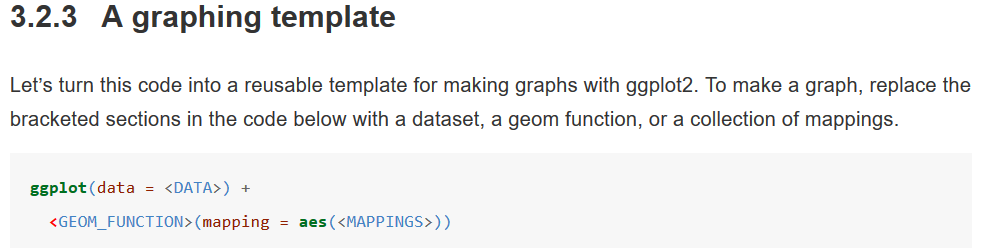 3.2.3 A graphing template
Let’s turn this code into a reusable template for making graphs with ggplot2. To make a graph, replace the
bracketed sections in the code below with a dataset, a geom function, or a collection of mappings.
ggplot(data = <DATA>) +
  <GEOM_FUNCTION>(mapping = aes(<MAPPINGS>))